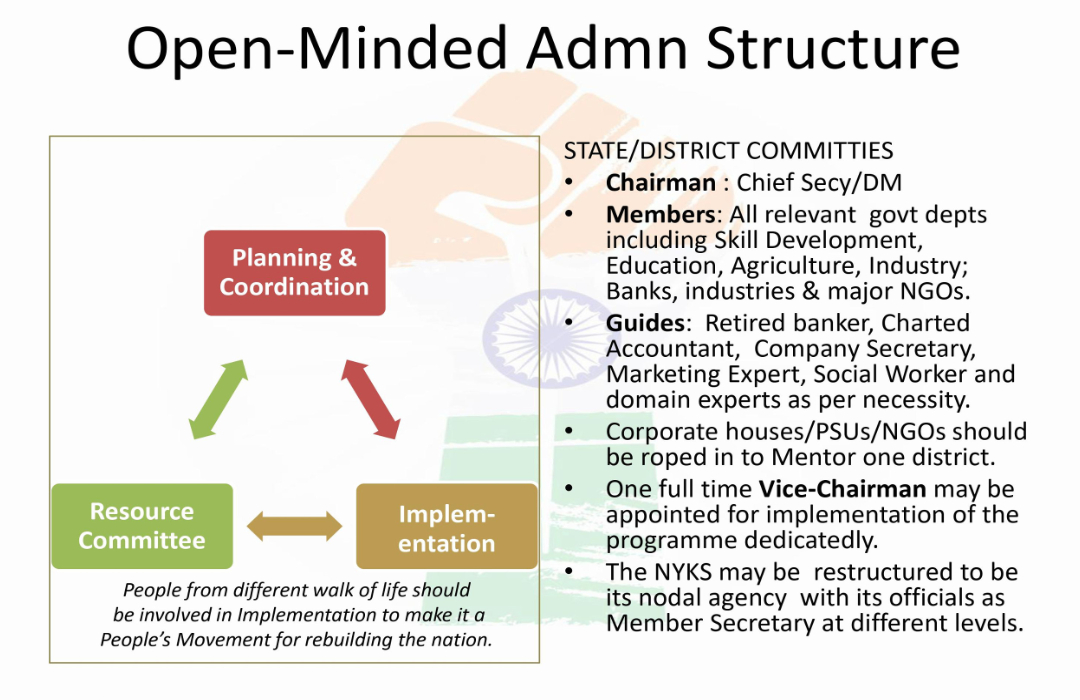 Open-Minded Admn Structure
Planning &
Coordination
Resource
Committee
Implem-
entation
People from different walk of life should
be involved in Implementation to make it a
People's Movement for rebuilding the nation.
STATE/DISTRICT COMMITTIES
• Chairman : Chief Secy/DM
• Members: All relevant govt depts
including Skill Development,
Education, Agriculture, Industry;
Banks, industries & major NGOs.
• Guides: Retired banker, Charted
Accountant, Company Secretary,
Marketing Expert, Social Worker and
domain experts as per necessity.
• Corporate houses/PSUs/NGOs should
be roped in to Mentor one district.
• One full time Vice-Chairman may be
appointed for implementation of the
programme dedicatedly.
• The NYKS may be restructured to be
its nodal agency with its officials as
Member Secretary at different levels.